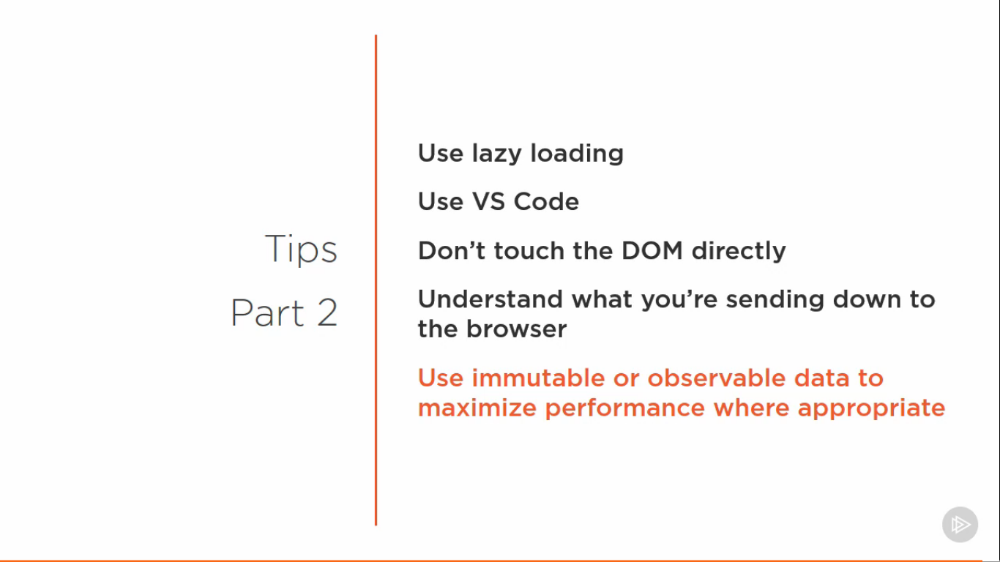 Tips
Part 2
Use lazy loading
Use VS Code
Don’t touch the DOM directly
Understand what you’re sending down to
the browser
Use immutable or observable data to
maximize performance where appropriate